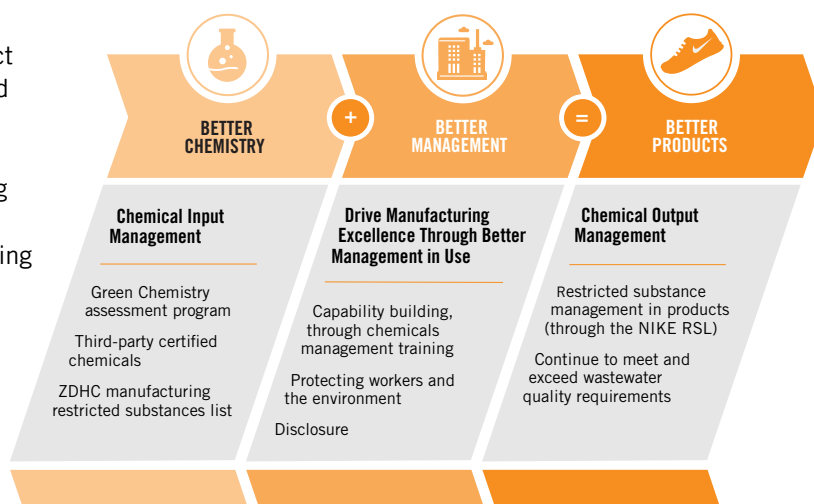 ct
d
g
ing
BETTER
CHEMISTRY
+
BETTER
MANAGEMENT
=
BETTER
PRODUCTS
Chemical Input
Management
Green Chemistry
assessment program
Third-party certified
chemicals
ZDHC manufacturing
restricted substances list
Drive Manufacturing
Excellence Through Better
Management in Use
Capability building,
through chemicals
management training
Protecting workers and
the environment
Disclosure
Chemical Output
Management
Restricted substance
management in products
(through the NIKE RSL)
Continue to meet and
exceed wastewater
quality requirements